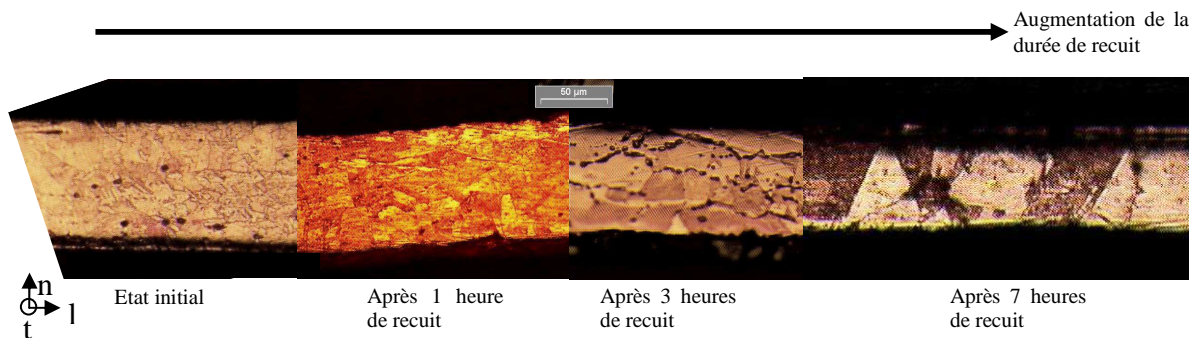 Augmentation de la
durée de recuit
50 µm
n
t
l
Etat initial
Après 1 heure
de recuit
Après 3 heures
de recuit
Après 7 heures
de recuit